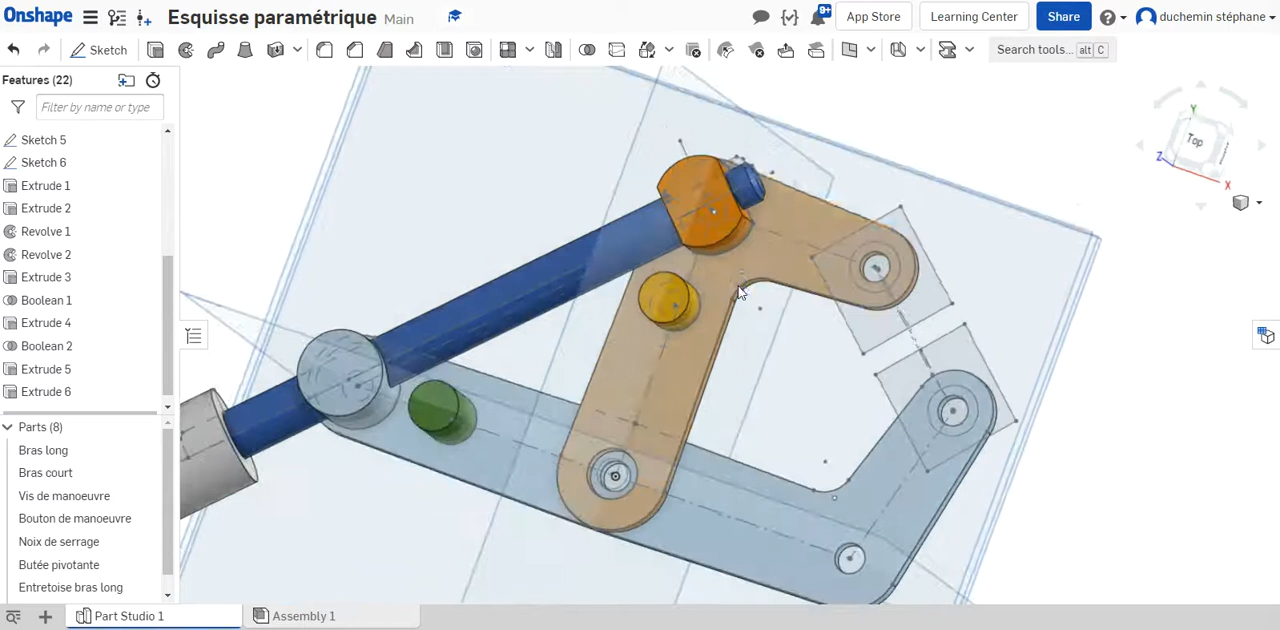 Onshape Esquisse paramétrique Main 9+ App Store Learning Center Share duchemin stéphane
Sketch Search tools... alt C
Features (22)
Filter by name or type
Sketch 5
Sketch 6
Extrude 1
Extrude 2
Revolve 1
Revolve 2
Extrude 3
Boolean 1
Extrude 4
Boolean 2
Extrude 5
Extrude 6
Parts (8)
Bras long
Bras court
Vis de manoeuvre
Bouton de manoeuvre
Noix de serrage
Butée pivotante
Entretoise bras long
Y
Top
Z
X
Part Studio 1 Assembly 1